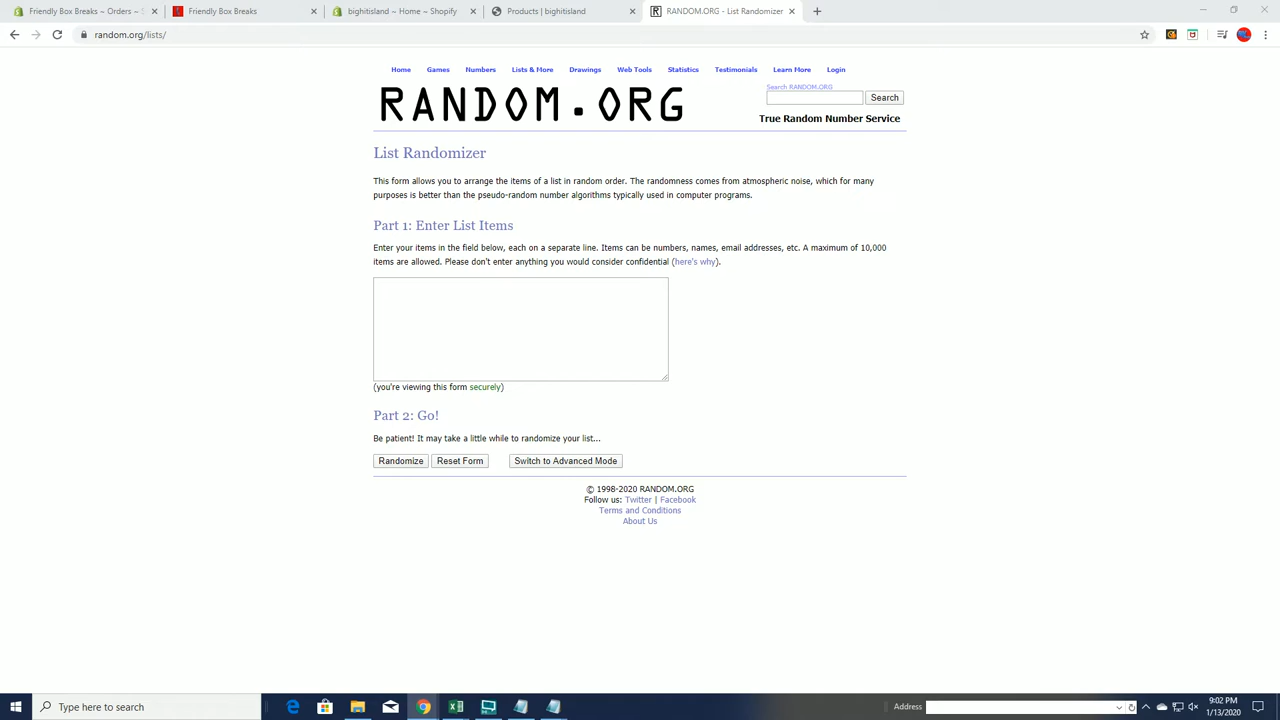 Friendly Box Breaks ~ Orders ~ S
Friendly Box Breaks
bighitisland ~ Home ~ Shopify
Products | bighitisland
RANDOM.ORG - List Randomizer
random.org/lists/
Home Games Numbers Lists & More Drawings Web Tools Statistics Testimonials Learn More Login
RANDOM.ORG
Search RANDOM.ORG
Search
True Random Number Service
List Randomizer
This form allows you to arrange the items of a list in random order. The randomness comes from atmospheric noise, which for many
purposes is better than the pseudo-random number algorithms typically used in computer programs.
Part 1: Enter List Items
Enter your items in the field below, each on a separate line. Items can be numbers, names, email addresses, etc. A maximum of 10,000
items are allowed. Please don't enter anything you would consider confidential (here's why).
(you're viewing this form securely)
Part 2: Go!
Be patient! It may take a little while to randomize your list...
Randomize Reset Form Switch to Advanced Mode
© 1998-2020 RANDOM.ORG
Follow us: Twitter | Facebook
Terms and Conditions
About Us
Type here to search
Address
9:02 PM
1/13/2020